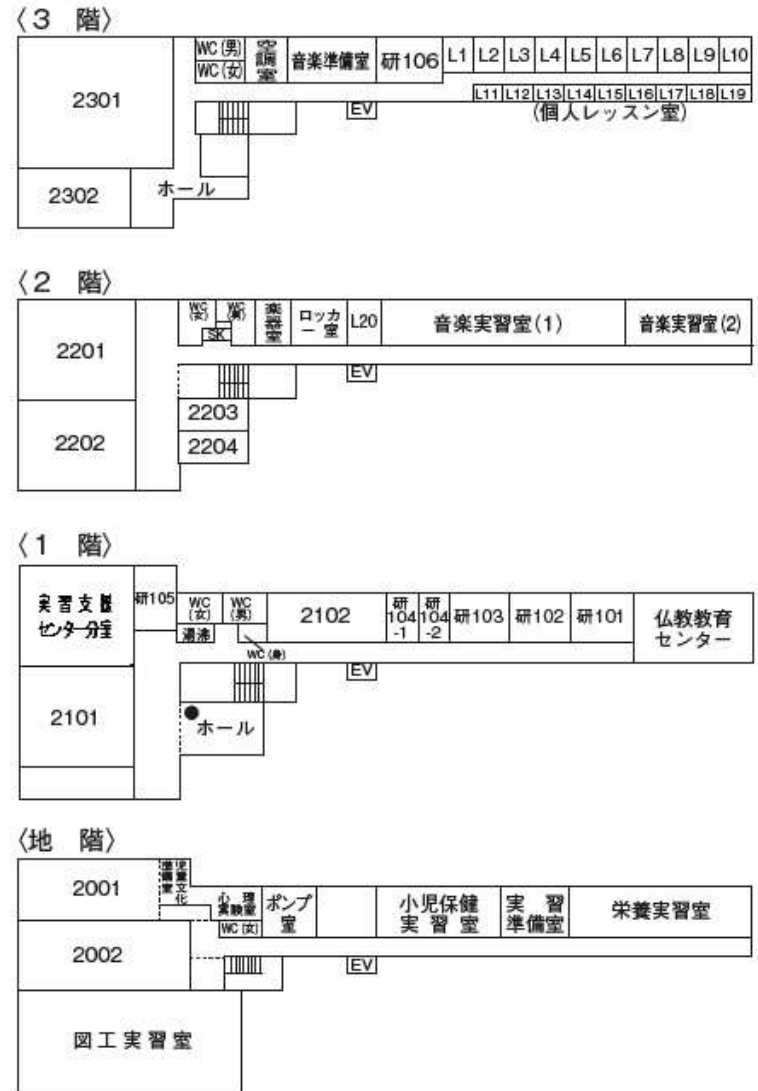 〈3 階〉
WC(男)
WC(女)
空調室
音楽準備室
研106
L1 L2 L3 L4 L5 L6 L7 L8 L9 L10
2301
EV
L11 L12 L13 L14 L15 L16 L17 L18 L19
(個人レッスン室)
2302
ホール
〈2 階〉
WC(女)
WC(男)
SK
楽器室
ロッカー室
L20
音楽実習室(1)
音楽実習室(2)
2201
EV
2203
2202
2204
〈1 階〉
実習支援
センター分室
研105
WC(女)
WC(男)
湯沸
WC(身)
2102
研104-1
研104-2
研103
研102
研101
仏教教育
センター
EV
2101
ホール
〈地 階〉
2001
児童文化
準備室
心理
実験室
WC(女)
ポンプ
室
小児保健
実習室
実習
準備室
栄養実習室
2002
EV
図工実習室